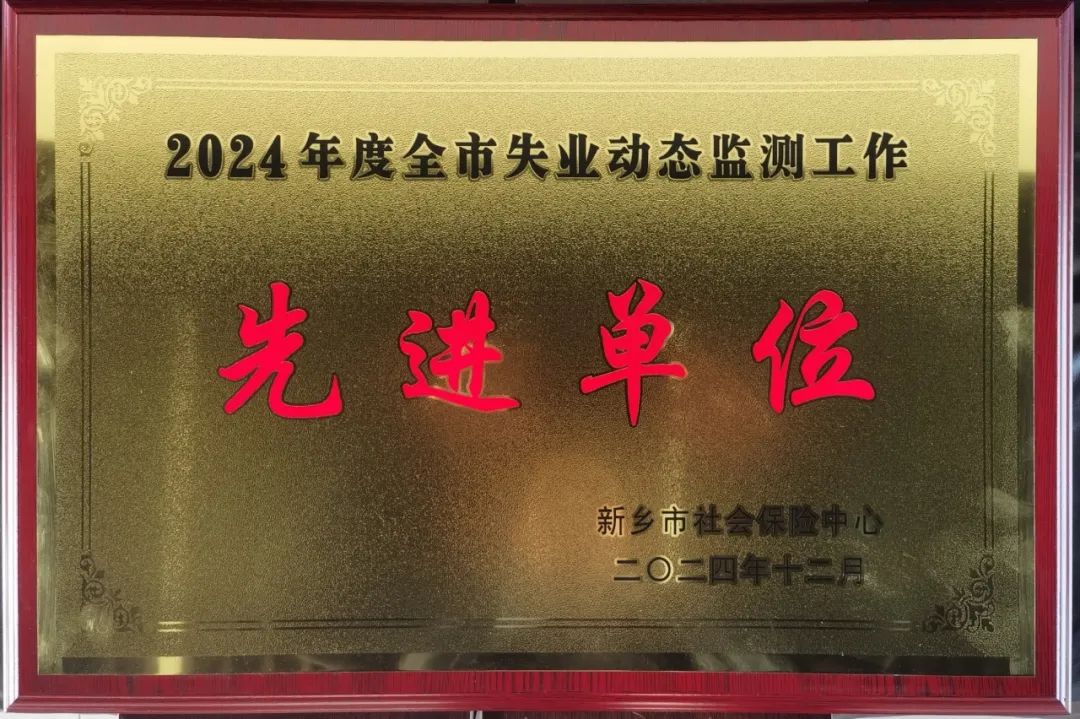 2024年度全市失业动态监测工作
先进单位
新乡市社会保险中心
二〇二四年十二月